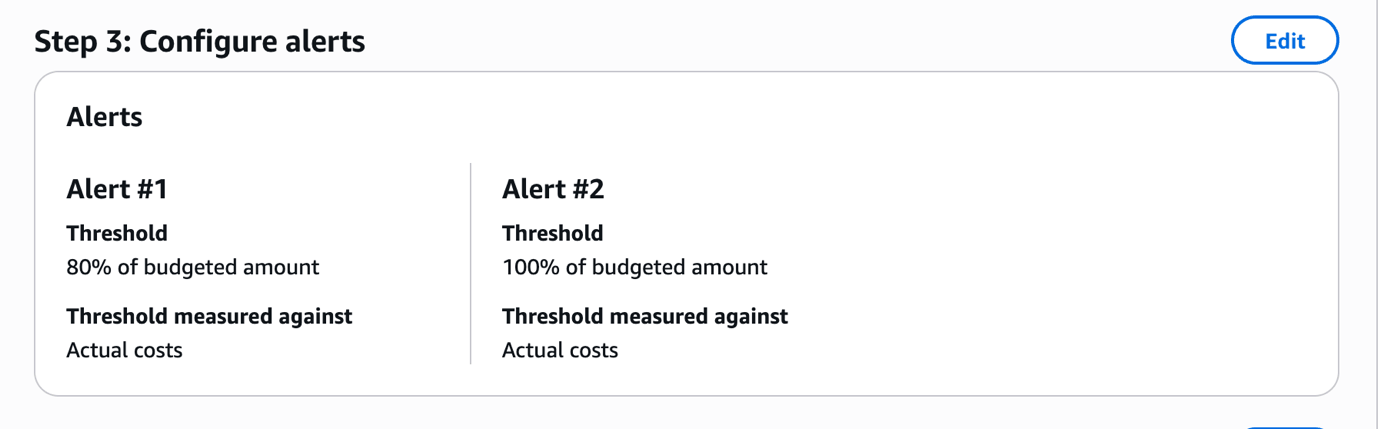 Step 3: Configure alerts
Edit
Alerts
Alert #1
Threshold
80% of budgeted amount
Threshold measured against
Actual costs
Alert #2
Threshold
100% of budgeted amount
Threshold measured against
Actual costs